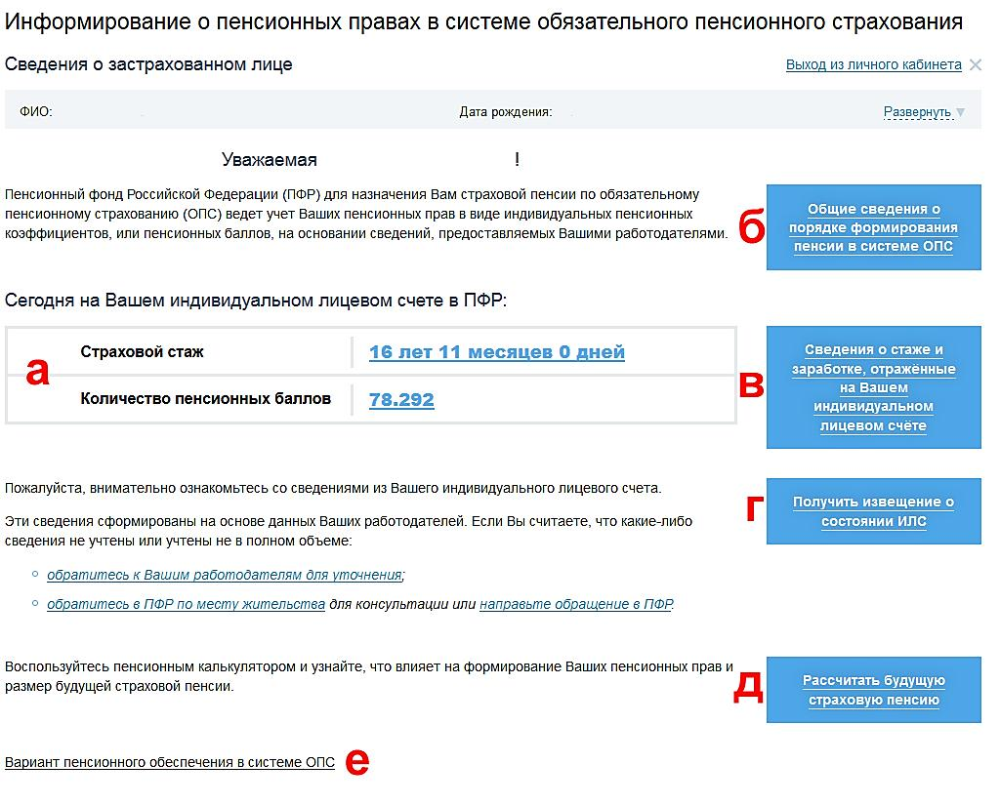 Информирование о пенсионных правах в системе обязательного пенсионного страхования
Сведения о застрахованном лице
Выход из личного кабинета
ФИО:
Дата рождения:
Развернуть
Уважаемая !
Пенсионный фонд Российской Федерации (ПФР) для назначения Вам страховой пенсии по обязательному
пенсионному страхованию (ОПС) ведет учет Ваших пенсионных прав в виде индивидуальных пенсионных
коэффициентов, или пенсионных баллов, на основании сведений, предоставляемых Вашими работодателями.
б
Общие сведения о
порядке формирования
пенсии в системе ОПС
Сегодня на Вашем индивидуальном лицевом счете в ПФР:
а
Страховой стаж
16 лет 11 месяцев 0 дней
Количество пенсионных баллов
78.292
в
Сведения о стаже и
заработке, отражённые
на Вашем
индивидуальном
лицевом счёте
Пожалуйста, внимательно ознакомьтесь со сведениями из Вашего индивидуального лицевого счета.
Эти сведения сформированы на основе данных Ваших работодателей. Если Вы считаете, что какие-либо
сведения не учтены или учтены не в полном объеме:
г
Получить извещение о
состоянии ИЛС
обратитесь к Вашим работодателям для уточнения;
обратитесь в ПФР по месту жительства для консультации или направьте обращение в ПФР.
Воспользуйтесь пенсионным калькулятором и узнайте, что влияет на формирование Ваших пенсионных прав и
размер будущей страховой пенсии.
д
Рассчитать будущую
страховую пенсию
Вариант пенсионного обеспечения в системе ОПС
е